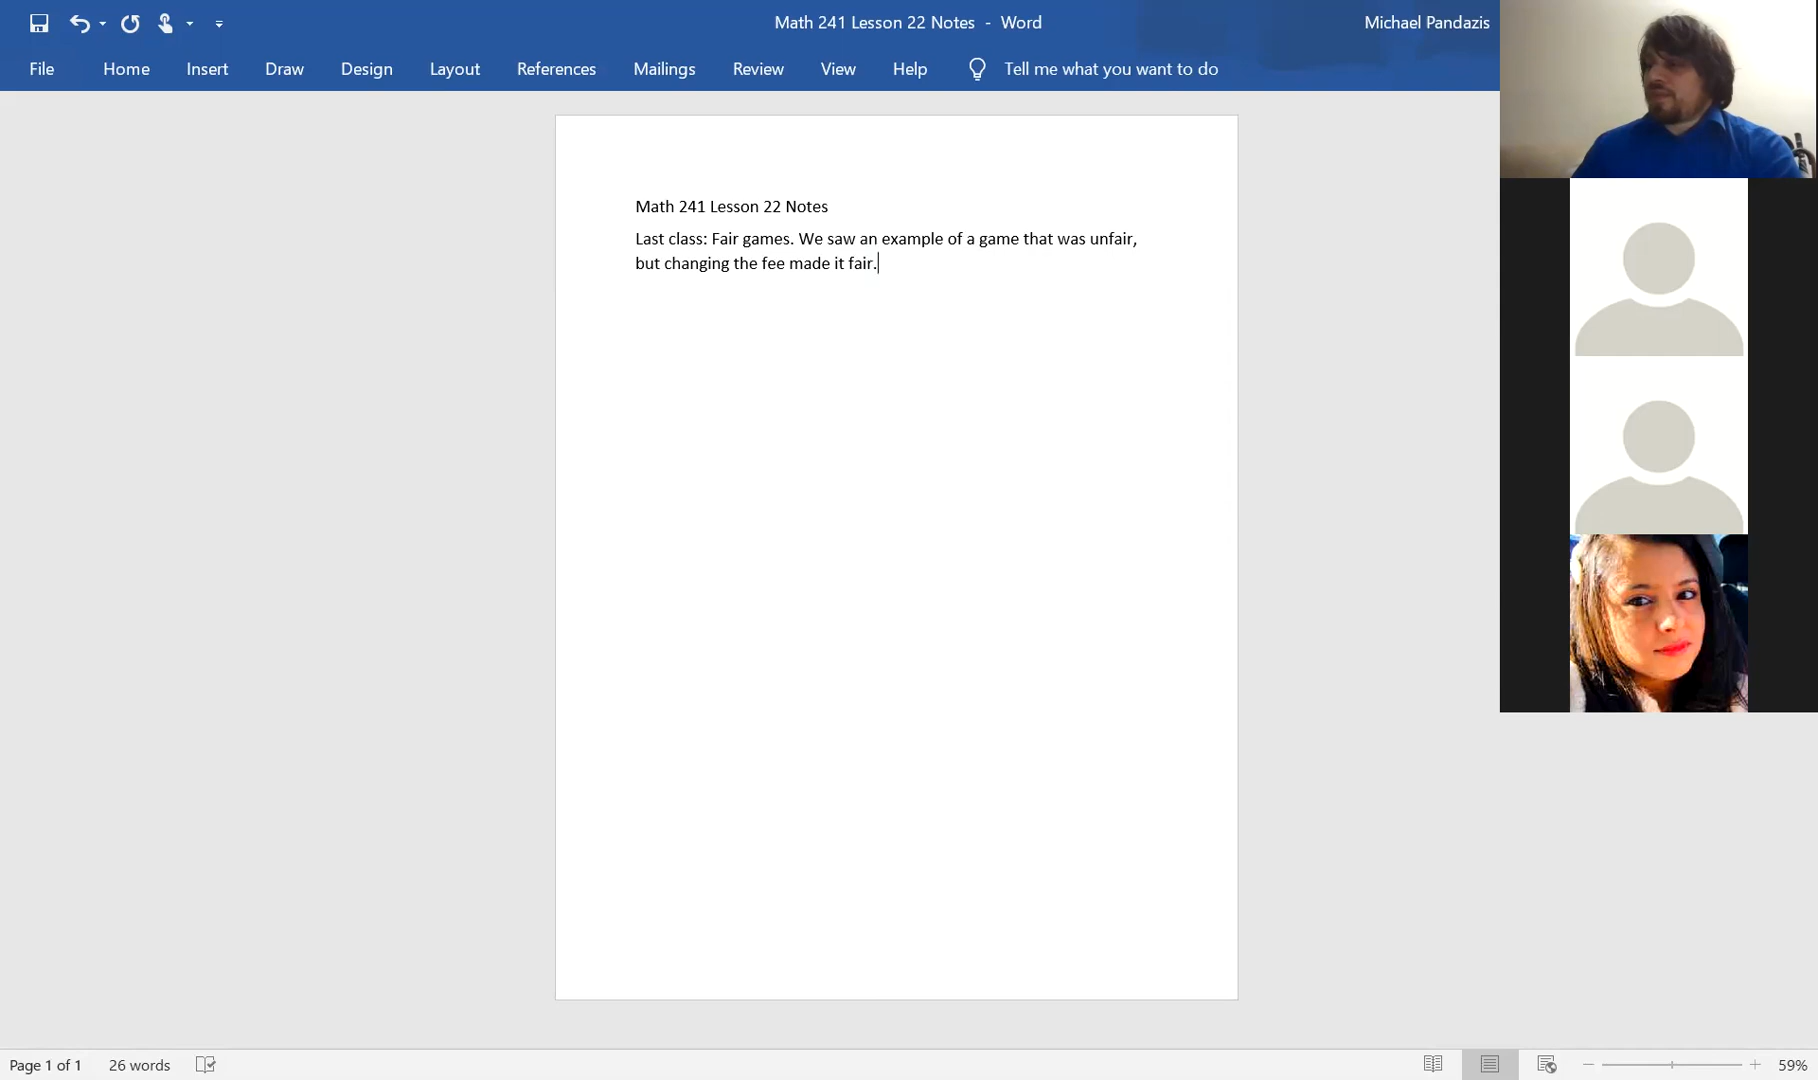 Math 241 Lesson 22 Notes - Word
Michael Pandazis
File Home Insert Draw Design Layout References Mailings Review View Help Tell me what you want to do
Math 241 Lesson 22 Notes
Last class: Fair games. We saw an example of a game that was unfair,
but changing the fee made it fair.
Page 1 of 1 26 words 59%